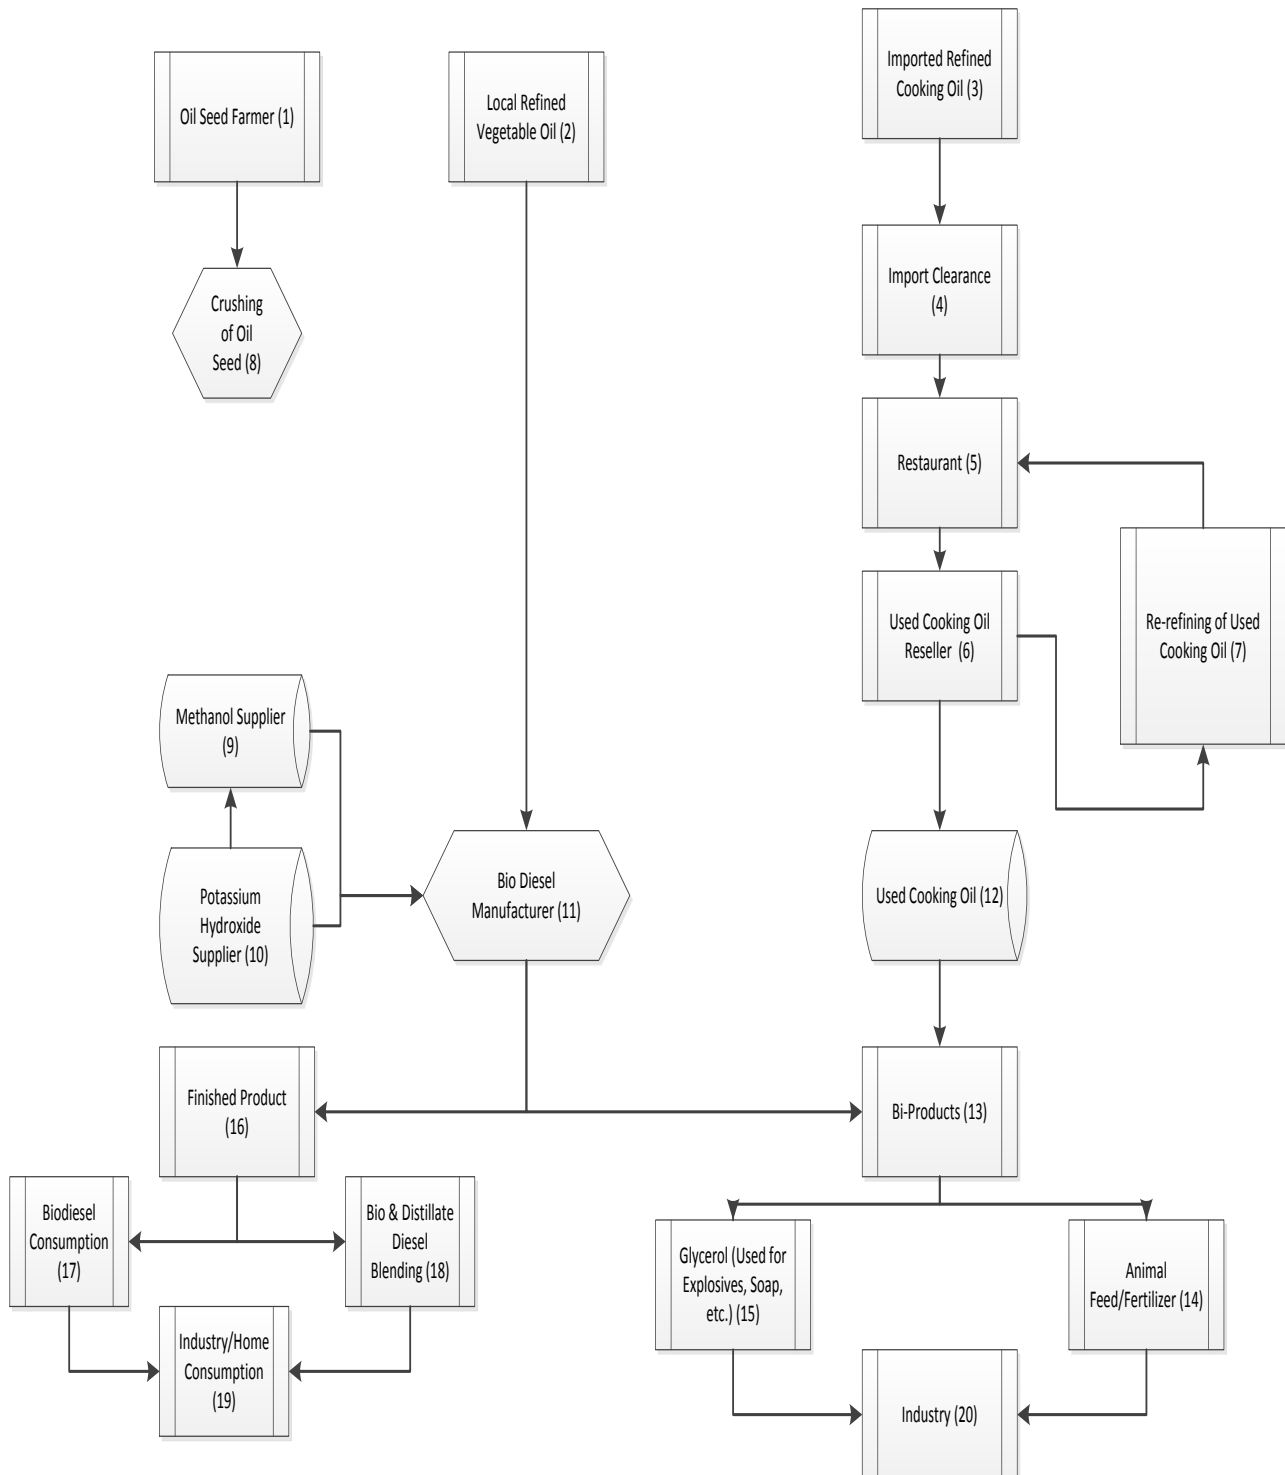 Imported Refined
Cooking Oil (3)
Oil Seed Farmer (1)
Local Refined
Vegetable Oil (2)
Import Clearance
(4)
Crushing
of Oil
Seed (8)
Restaurant (5)
Used Cooking Oil
Reseller (6)
Re-refining of Used
Cooking Oil (7)
Methanol Supplier
(9)
Potassium
Hydroxide
Supplier (10)
Bio Diesel
Manufacturer (11)
Used Cooking Oil (12)
Finished Product
(16)
Bi-Products (13)
Biodiesel
Consumption
(17)
Bio & Distillate
Diesel
Blending (18)
Glycerol (Used for
Explosives, Soap,
etc.) (15)
Animal
Feed/Fertilizer (14)
Industry/Home
Consumption
(19)
Industry (20)